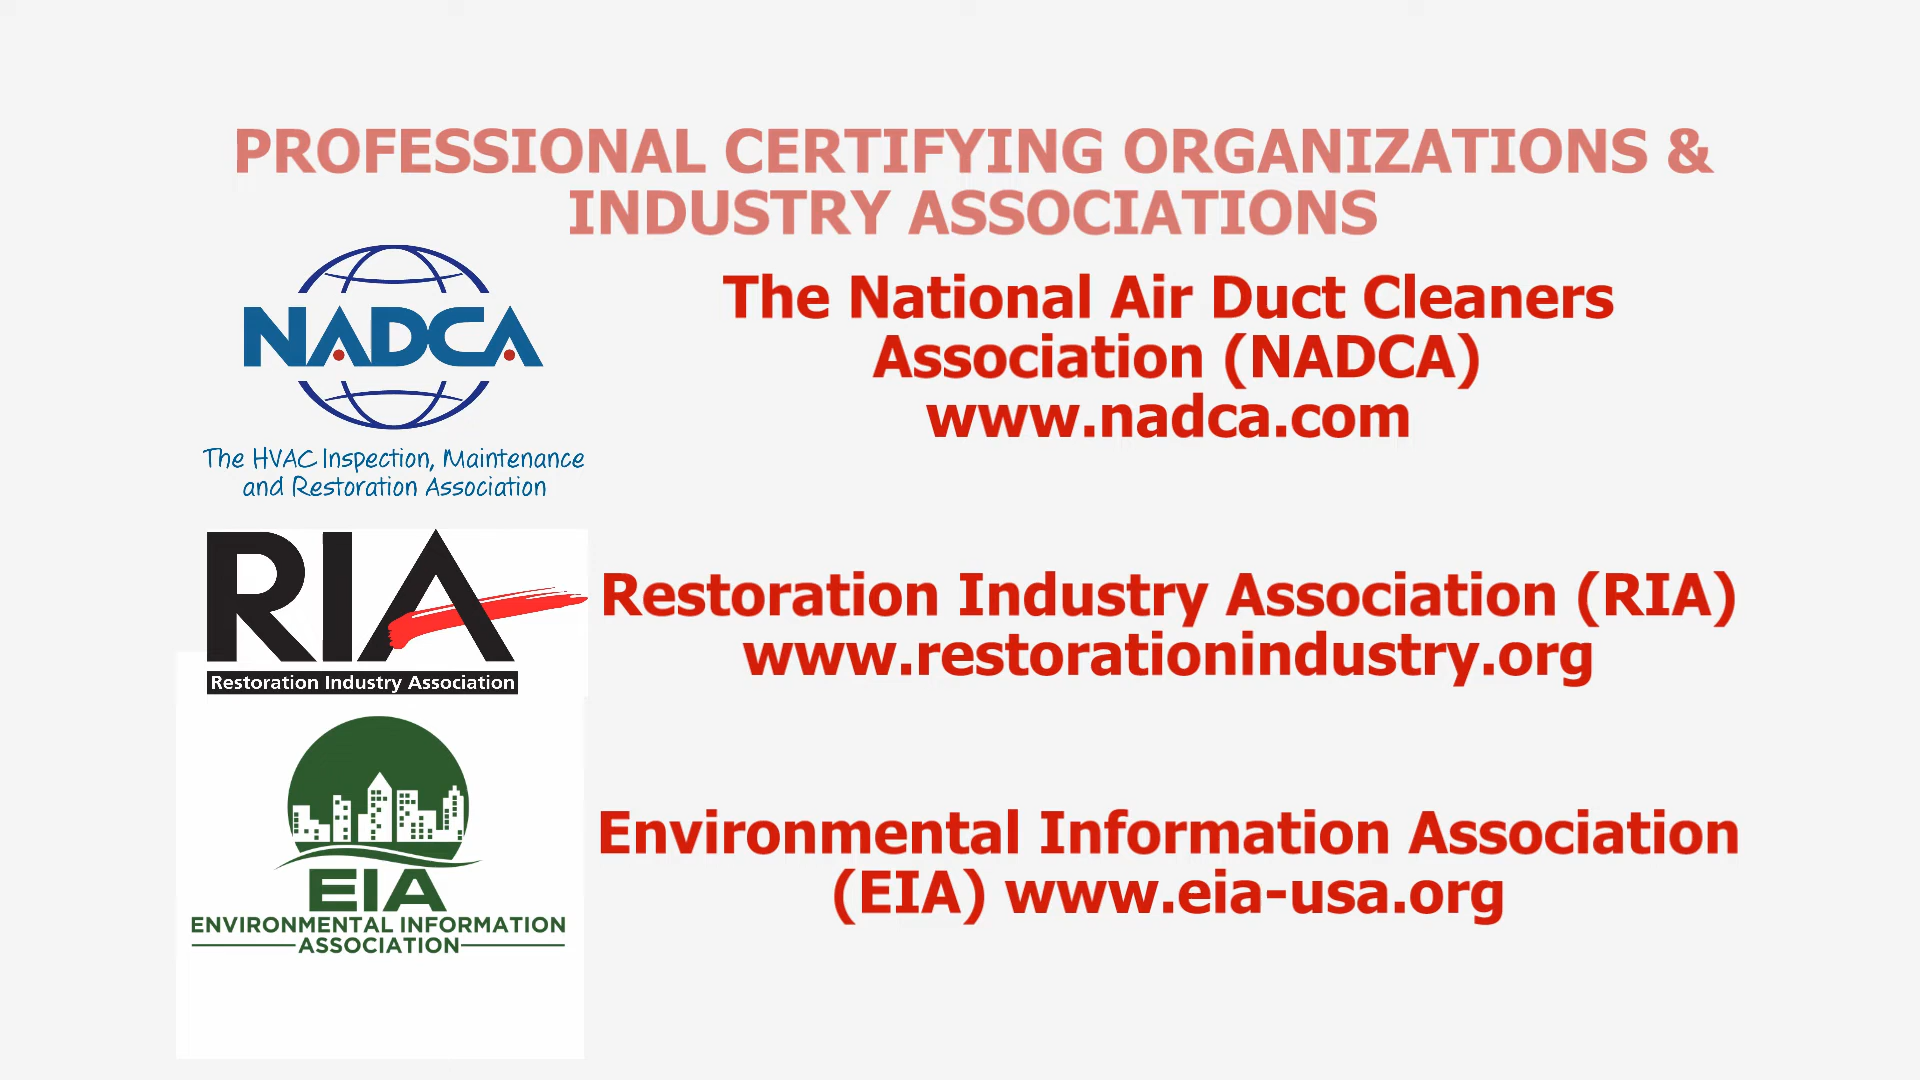 PROFESSIONAL CERTIFYING ORGANIZATIONS &
INDUSTRY ASSOCIATIONS
NADCA
The HVAC Inspection, Maintenance
and Restoration Association
The National Air Duct Cleaners
Association (NADCA)
www.nadca.com
RIA
Restoration Industry Association
Restoration Industry Association (RIA)
www.restorationindustry.org
EIA
ENVIRONMENTAL INFORMATION
ASSOCIATION
Environmental Information Association
(EIA) www.eia-usa.org